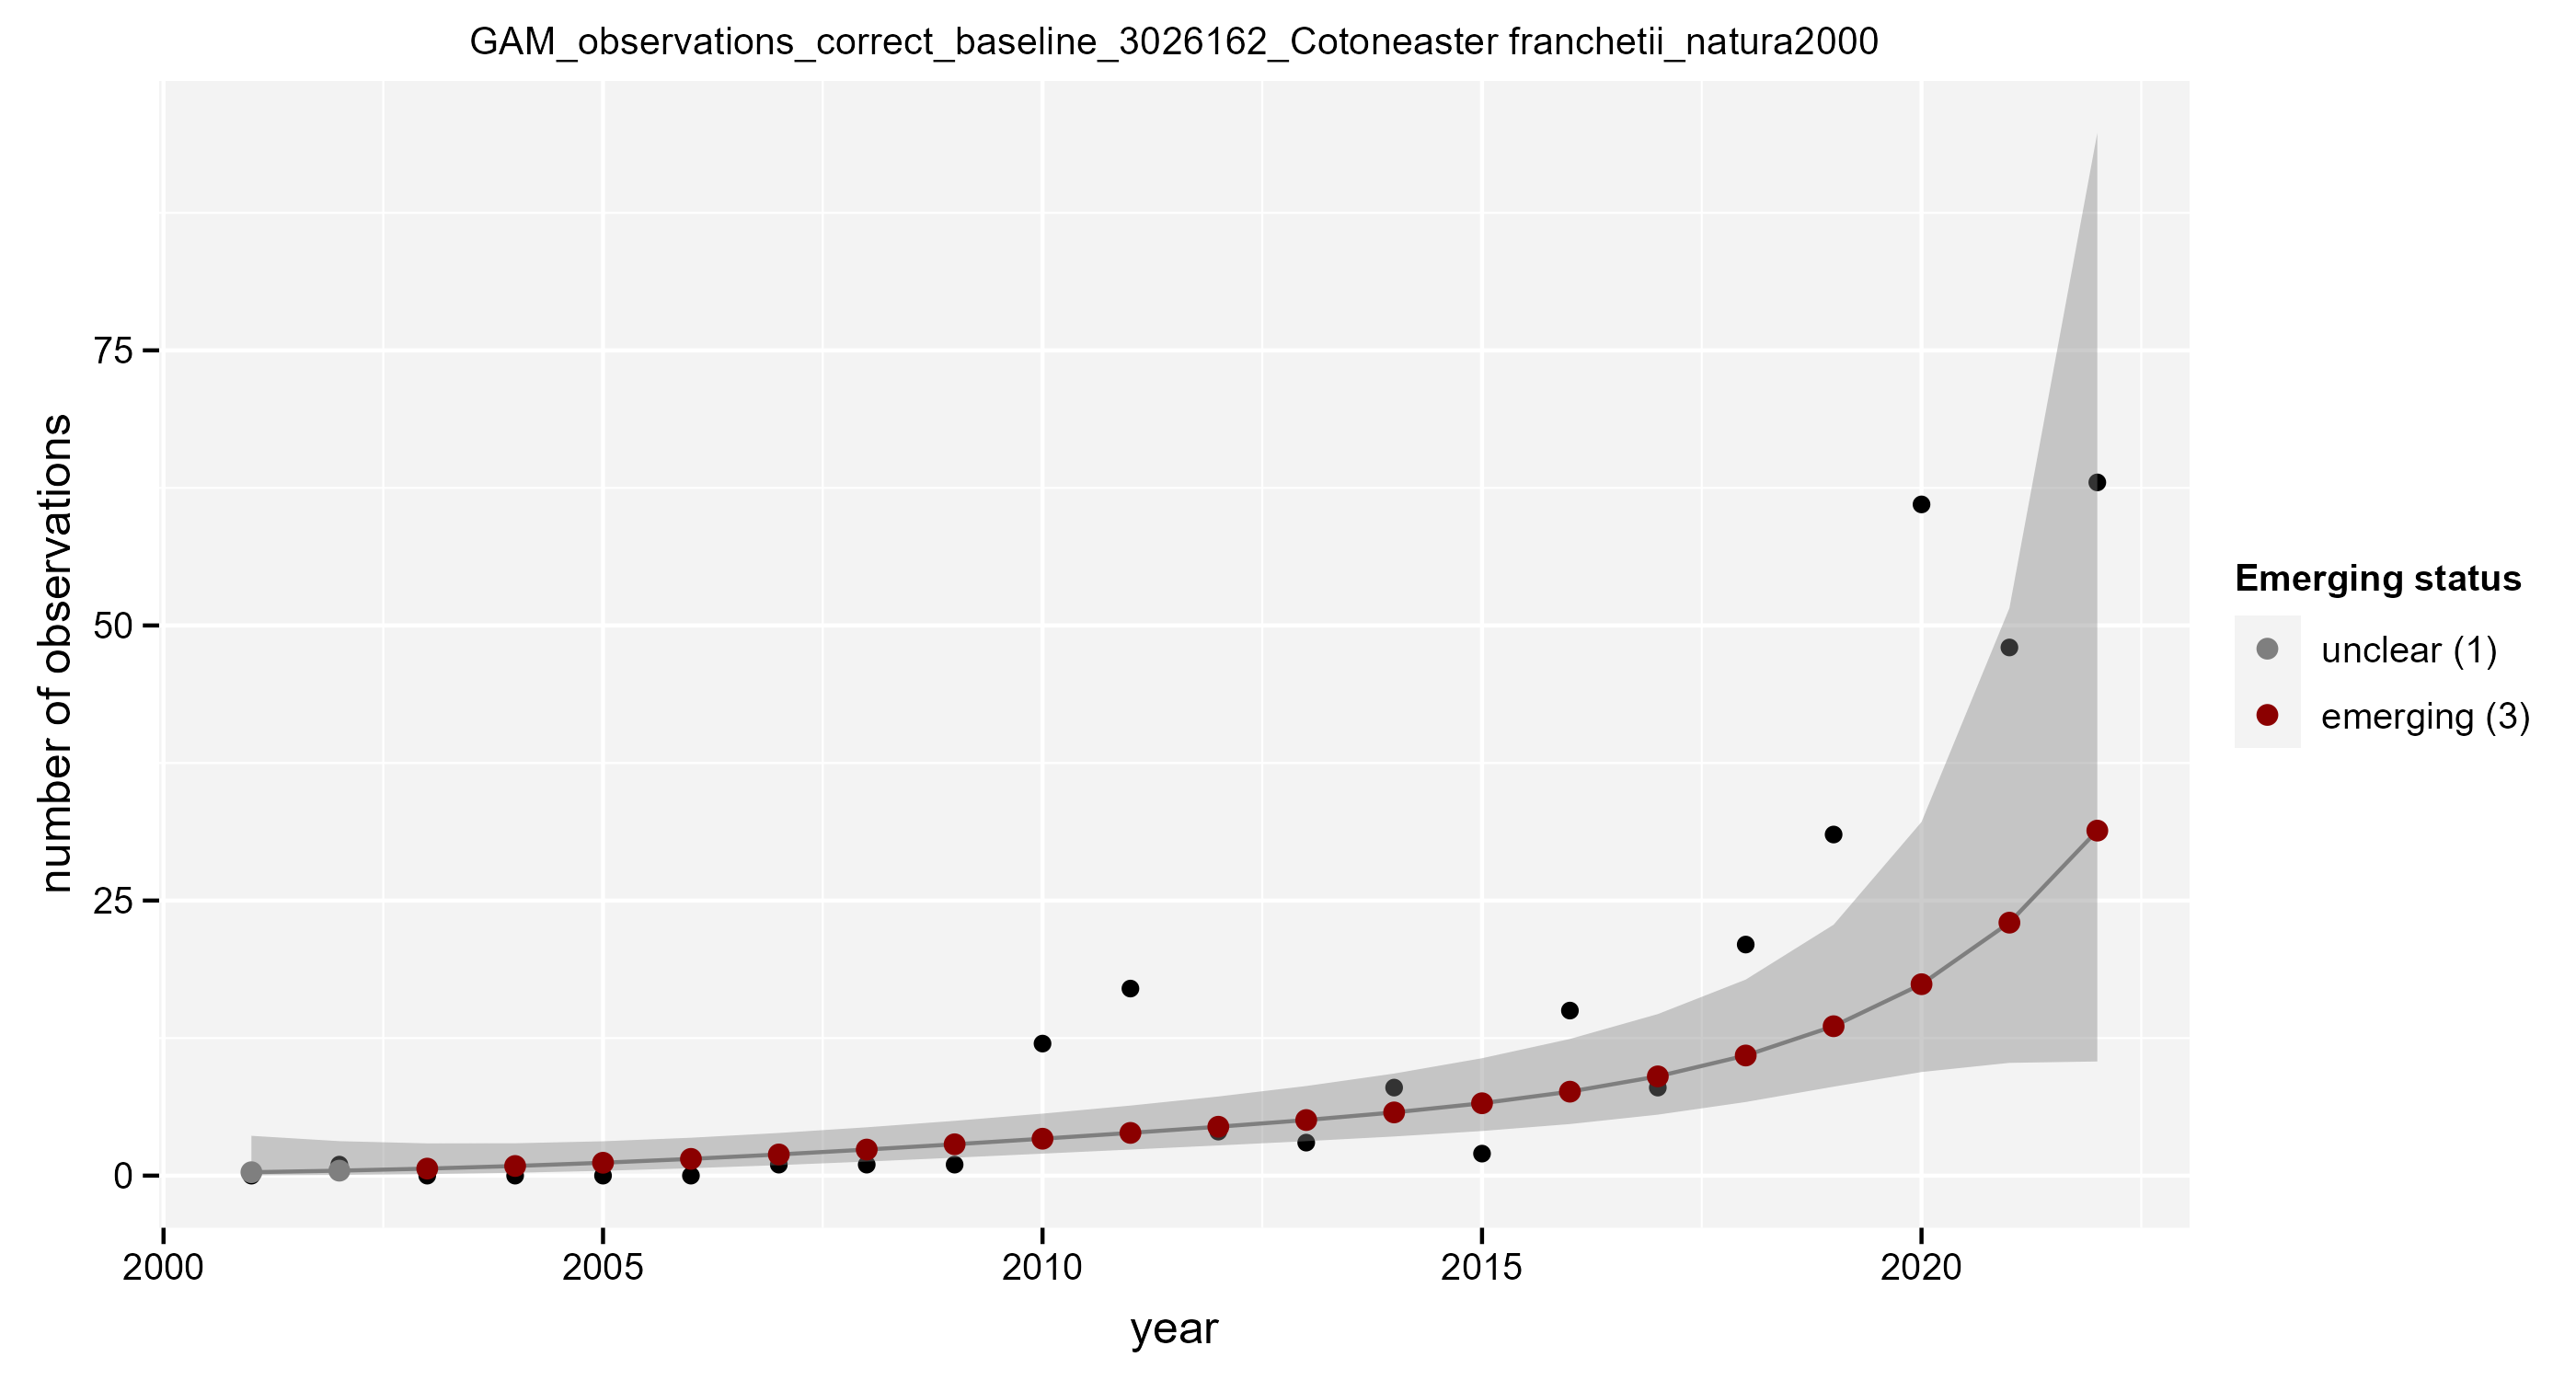 GAM_observations_correct_baseline_3026162_Cotoneaster franchetii_natura2000
number of observations
75
50
25
0
2000 2005 2010 2015 2020
year
Emerging status
unclear (1)
emerging (3)